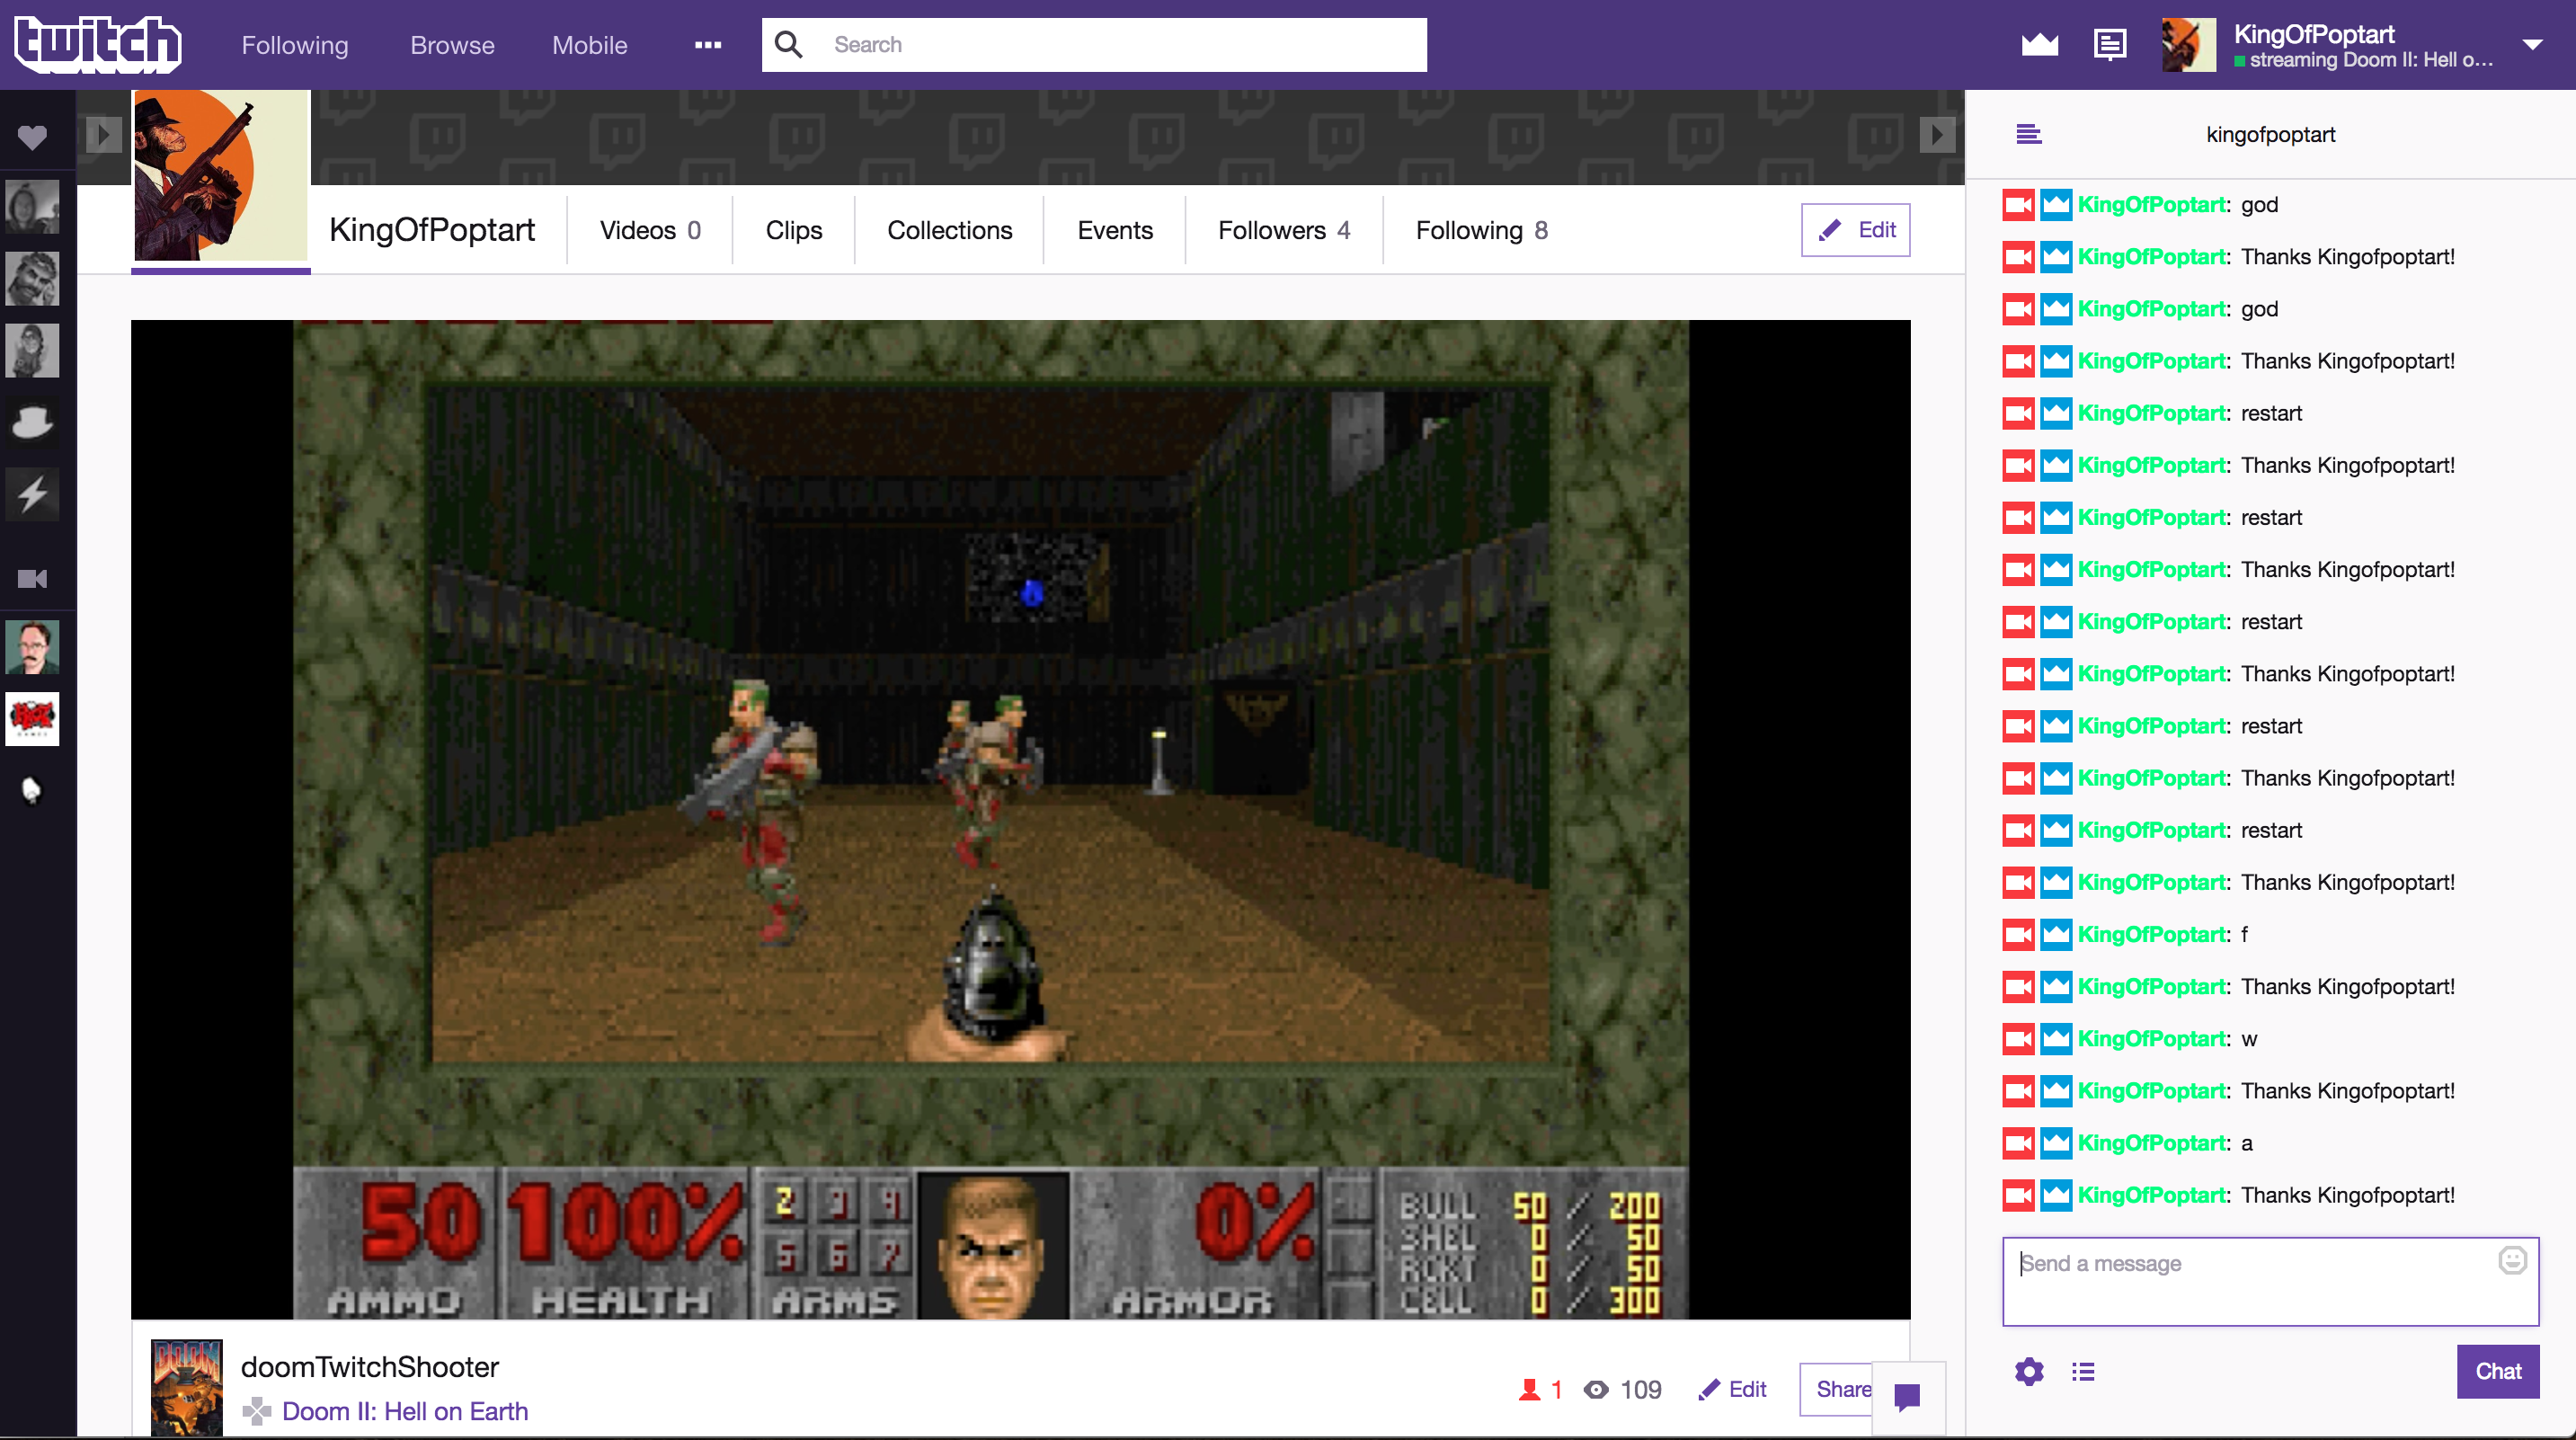 twitch
Following
Browse
Mobile
Search
KingOfPoptart
streaming Doom II: Hell o...
KingOfPoptart
Videos 0
Clips
Collections
Events
Followers 4
Following 8
Edit
50
100%
2 3 4
5 6 7
0%
AMMO
HEALTH
ARMS
ARMOR
BULL 50 / 200
SHEL 0 / 50
RCKT 0 / 50
CELL 0 / 300
DOOM
doomTwitchShooter
Doom II: Hell on Earth
1
109
Edit
Share
kingofpoptart
KingOfPoptart: god
KingOfPoptart: Thanks Kingofpoptart!
KingOfPoptart: god
KingOfPoptart: Thanks Kingofpoptart!
KingOfPoptart: restart
KingOfPoptart: Thanks Kingofpoptart!
KingOfPoptart: restart
KingOfPoptart: Thanks Kingofpoptart!
KingOfPoptart: restart
KingOfPoptart: Thanks Kingofpoptart!
KingOfPoptart: restart
KingOfPoptart: Thanks Kingofpoptart!
KingOfPoptart: restart
KingOfPoptart: Thanks Kingofpoptart!
KingOfPoptart: f
KingOfPoptart: Thanks Kingofpoptart!
KingOfPoptart: w
KingOfPoptart: Thanks Kingofpoptart!
KingOfPoptart: a
KingOfPoptart: Thanks Kingofpoptart!
Send a message
Chat